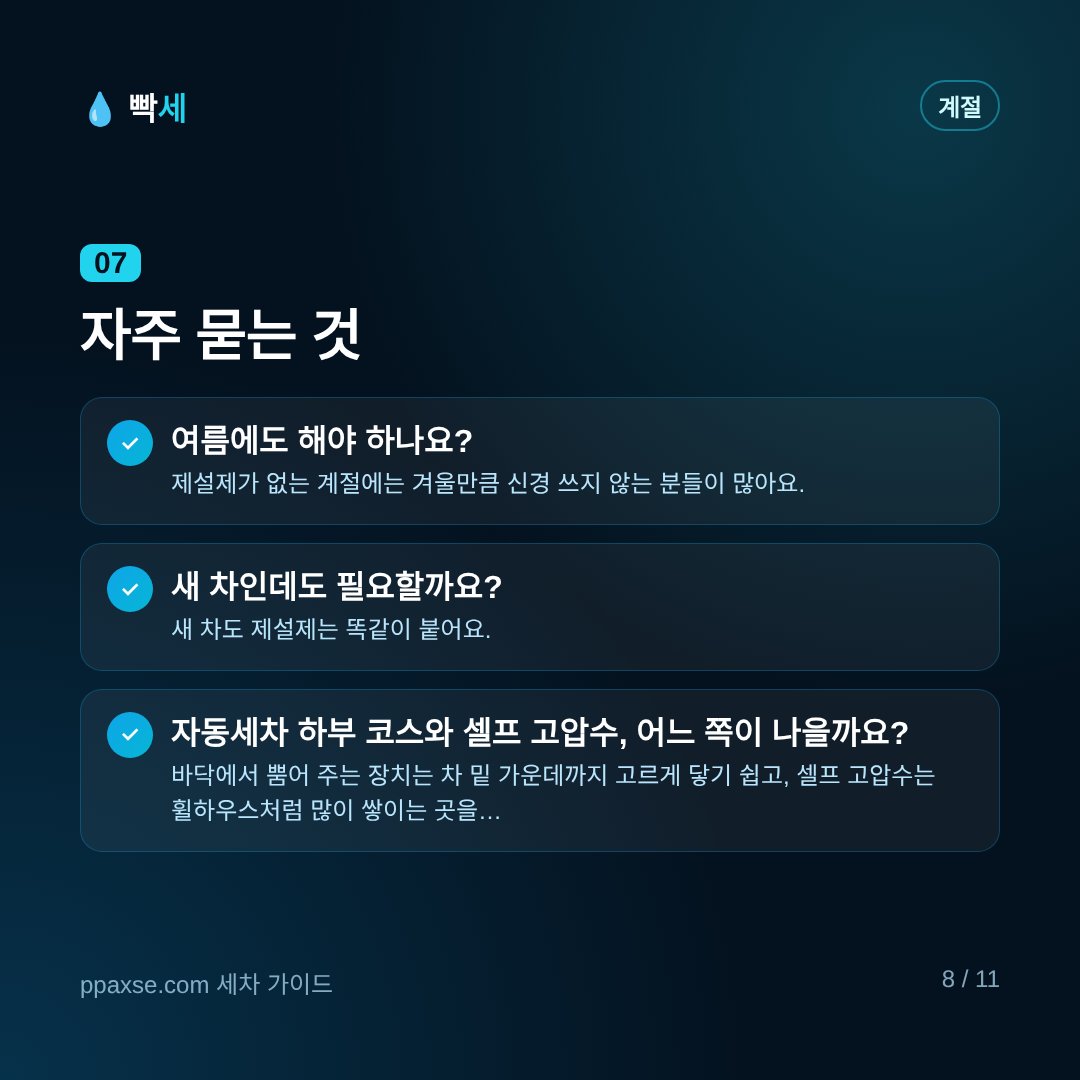 빡세
계절
07
자주 묻는 것
여름에도 해야 하나요?
제설제가 없는 계절에는 겨울만큼 신경 쓰지 않는 분들이 많아요.
새 차인데도 필요할까요?
새 차도 제설제는 똑같이 붙어요.
자동세차 하부 코스와 셀프 고압수, 어느 쪽이 나을까요?
바닥에서 뿜어 주는 장치는 차 밑 가운데까지 고르게 닿기 쉽고, 셀프 고압수는
휠하우스처럼 많이 쌓이는 곳을…
ppaxse.com 세차 가이드
8 / 11